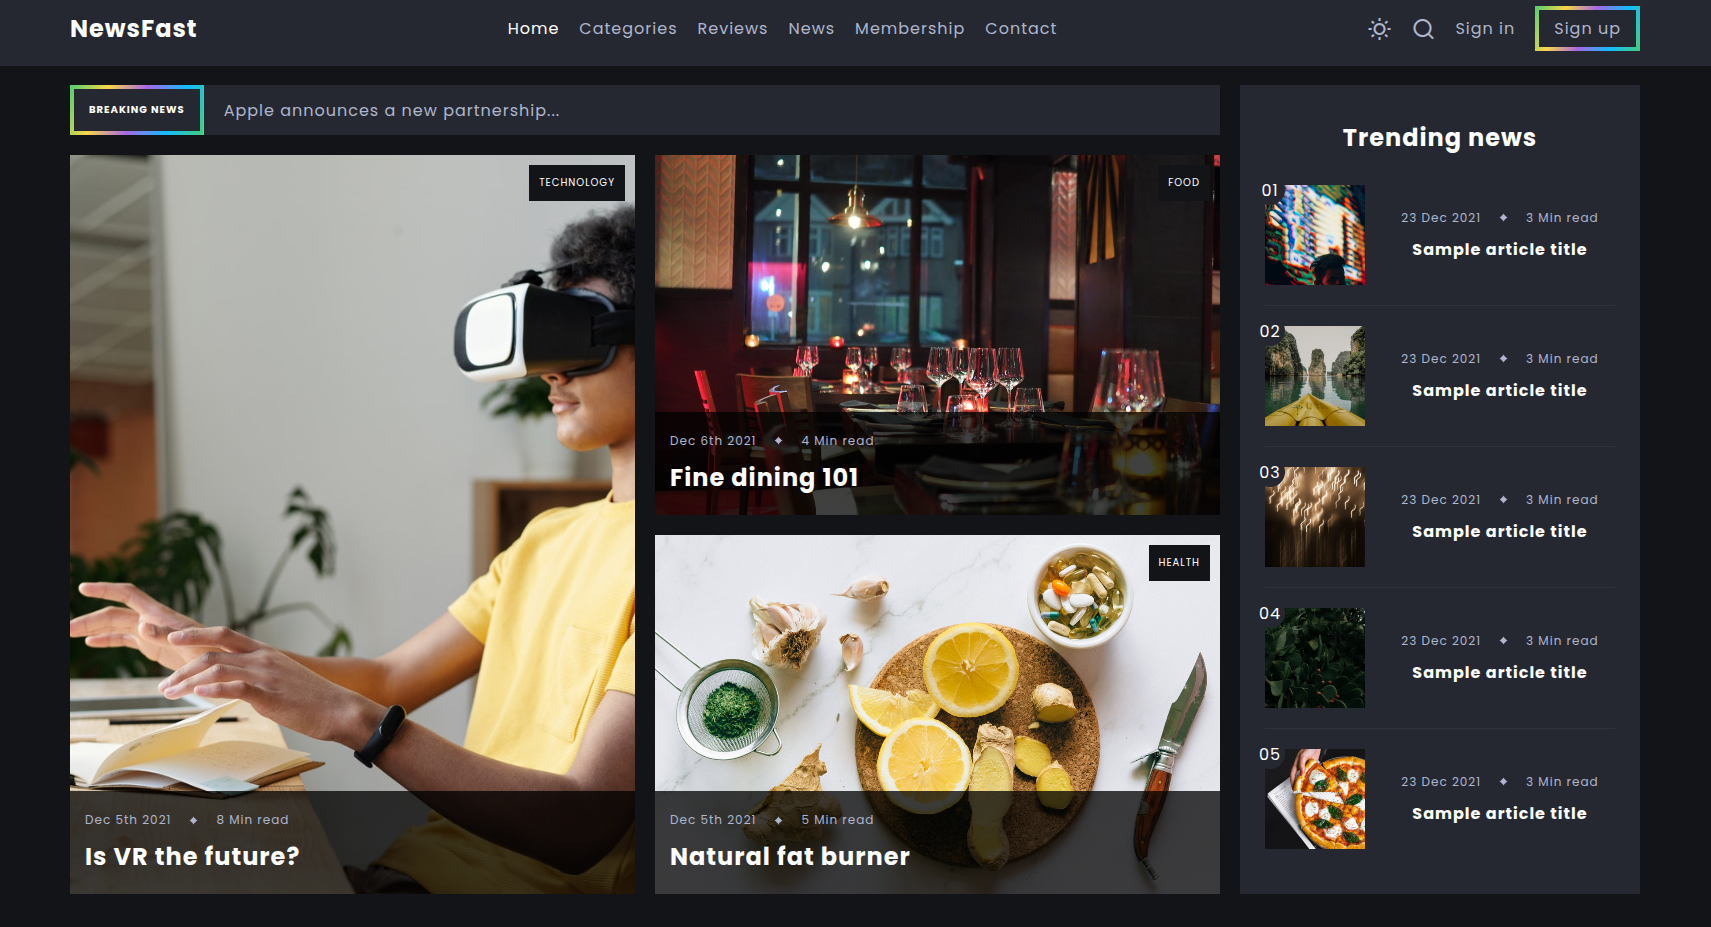 NewsFast
Home Categories Reviews News Membership Contact
Sign in Sign up
BREAKING NEWS Apple announces a new partnership...
TECHNOLOGY
Dec 5th 2021 ◆ 8 Min read
Is VR the future?
FOOD
Dec 6th 2021 ◆ 4 Min read
Fine dining 101
HEALTH
Dec 5th 2021 ◆ 5 Min read
Natural fat burner
Trending news
01
23 Dec 2021 ◆ 3 Min read
Sample article title
02
23 Dec 2021 ◆ 3 Min read
Sample article title
03
23 Dec 2021 ◆ 3 Min read
Sample article title
04
23 Dec 2021 ◆ 3 Min read
Sample article title
05
23 Dec 2021 ◆ 3 Min read
Sample article title